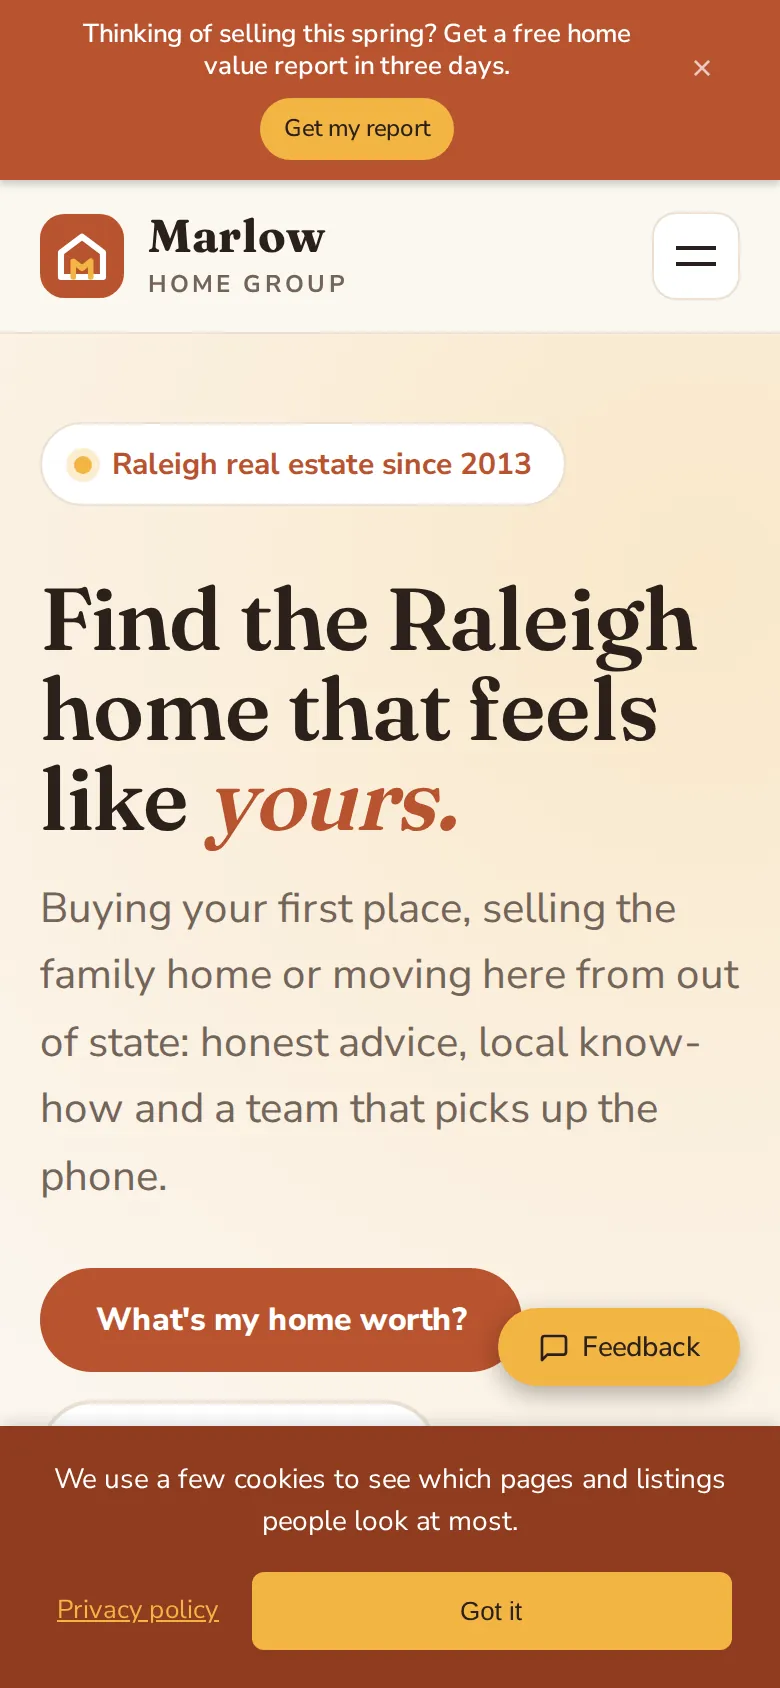 Thinking of selling this spring? Get a free home
value report in three days.
×
Get my report
Marlow
HOME GROUP
Raleigh real estate since 2013
Find the Raleigh
home that feels
like yours.
Buying your first place, selling the
family home or moving here from out
of state: honest advice, local know-
how and a team that picks up the
phone.
What's my home worth?
Feedback
We use a few cookies to see which pages and listings
people look at most.
Privacy policy
Got it